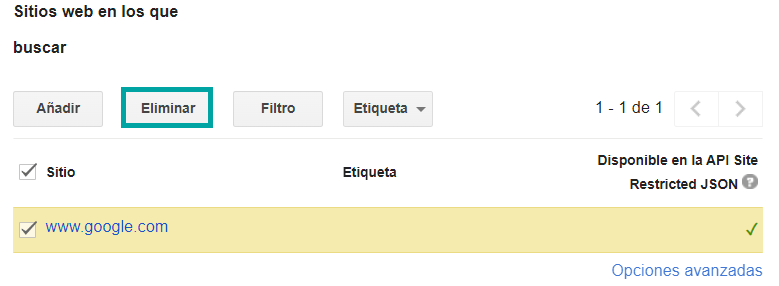 Sitios web en los que
buscar
Añadir Eliminar Filtro Etiqueta 1 - 1 de 1
Sitio Etiqueta Disponible en la API Site
Restricted JSON
www.google.com
Opciones avanzadas